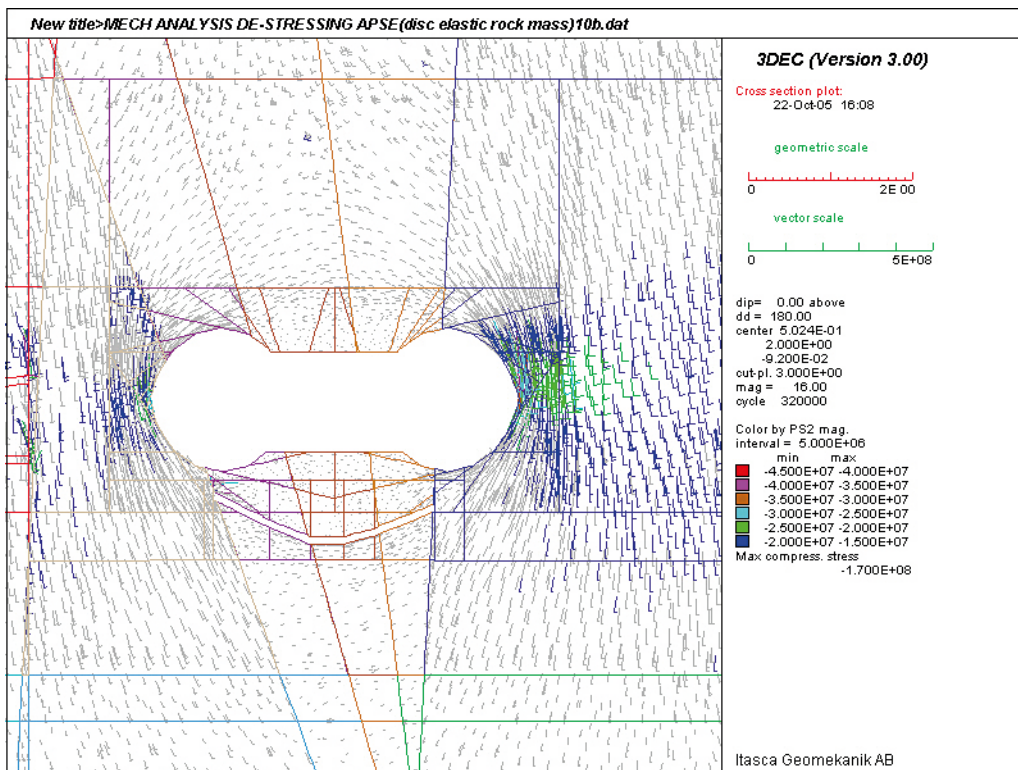 New title>MECH ANALYSIS DE-STRESSING APSE(disc elastic rock mass)10b.dat
3DEC (Version 3.00)
Cross section plot:
22-Oct-05 16:08
geometric scale
0 2E 00
vector scale
0 5E+08
dip= 0.00 above
dd = 180.00
center 5.024E-01
2.000E+00
-9.200E-02
cut-pl. 3.000E+00
mag = 16.00
cycle 320000
Color by PS2 mag.
interval = 5.000E+06
min max
-4.500E+07 -4.000E+07
-4.000E+07 -3.500E+07
-3.500E+07 -3.000E+07
-3.000E+07 -2.500E+07
-2.500E+07 -2.000E+07
-2.000E+07 -1.500E+07
Max compress. stress
-1.700E+08
Itasca Geomekanik AB